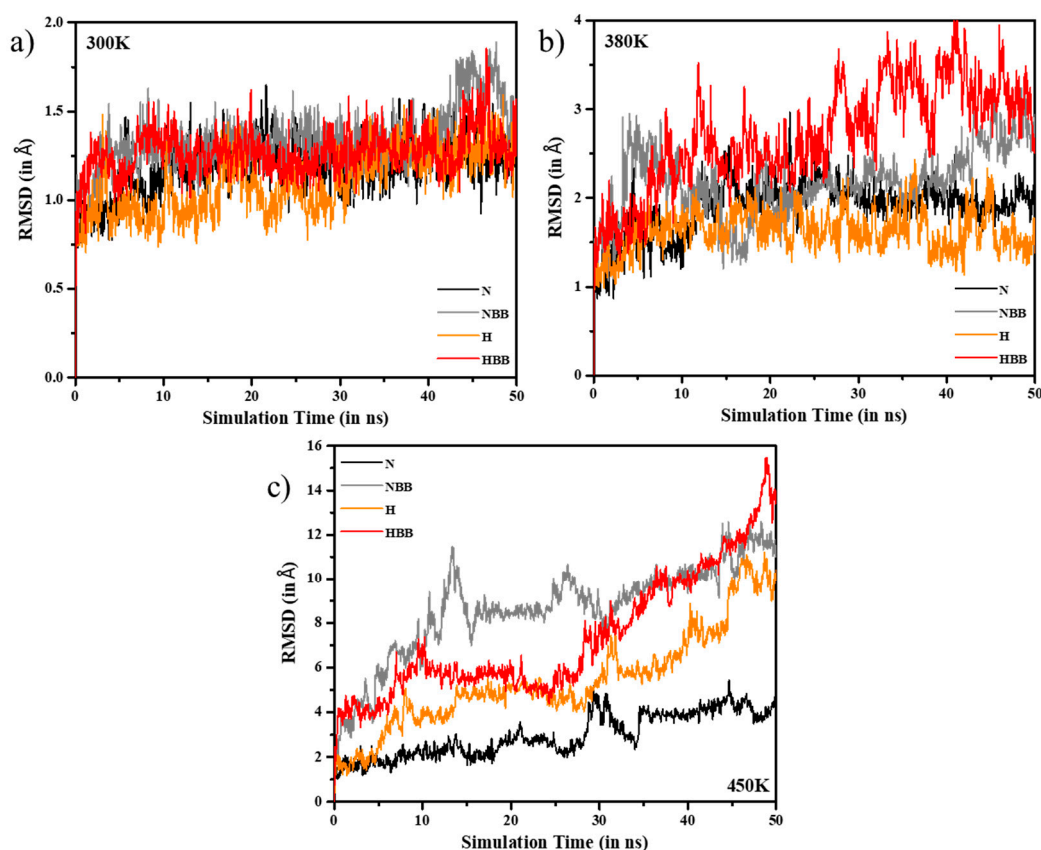 a)
300K
2.0
1.5
1.0
0.5
0.0
RMSD (in Å)
N
NBB
H
HBB
0 10 20 30 40 50
Simulation Time (in ns)
b)
380K
4
3
2
1
0
RMSD (in Å)
N
NBB
H
HBB
0 10 20 30 40 50
Simulation Time (in ns)
c)
16
14
12
10
8
6
4
2
0
RMSD (in Å)
N
NBB
H
HBB
450K
0 10 20 30 40 50
Simulation Time (in ns)